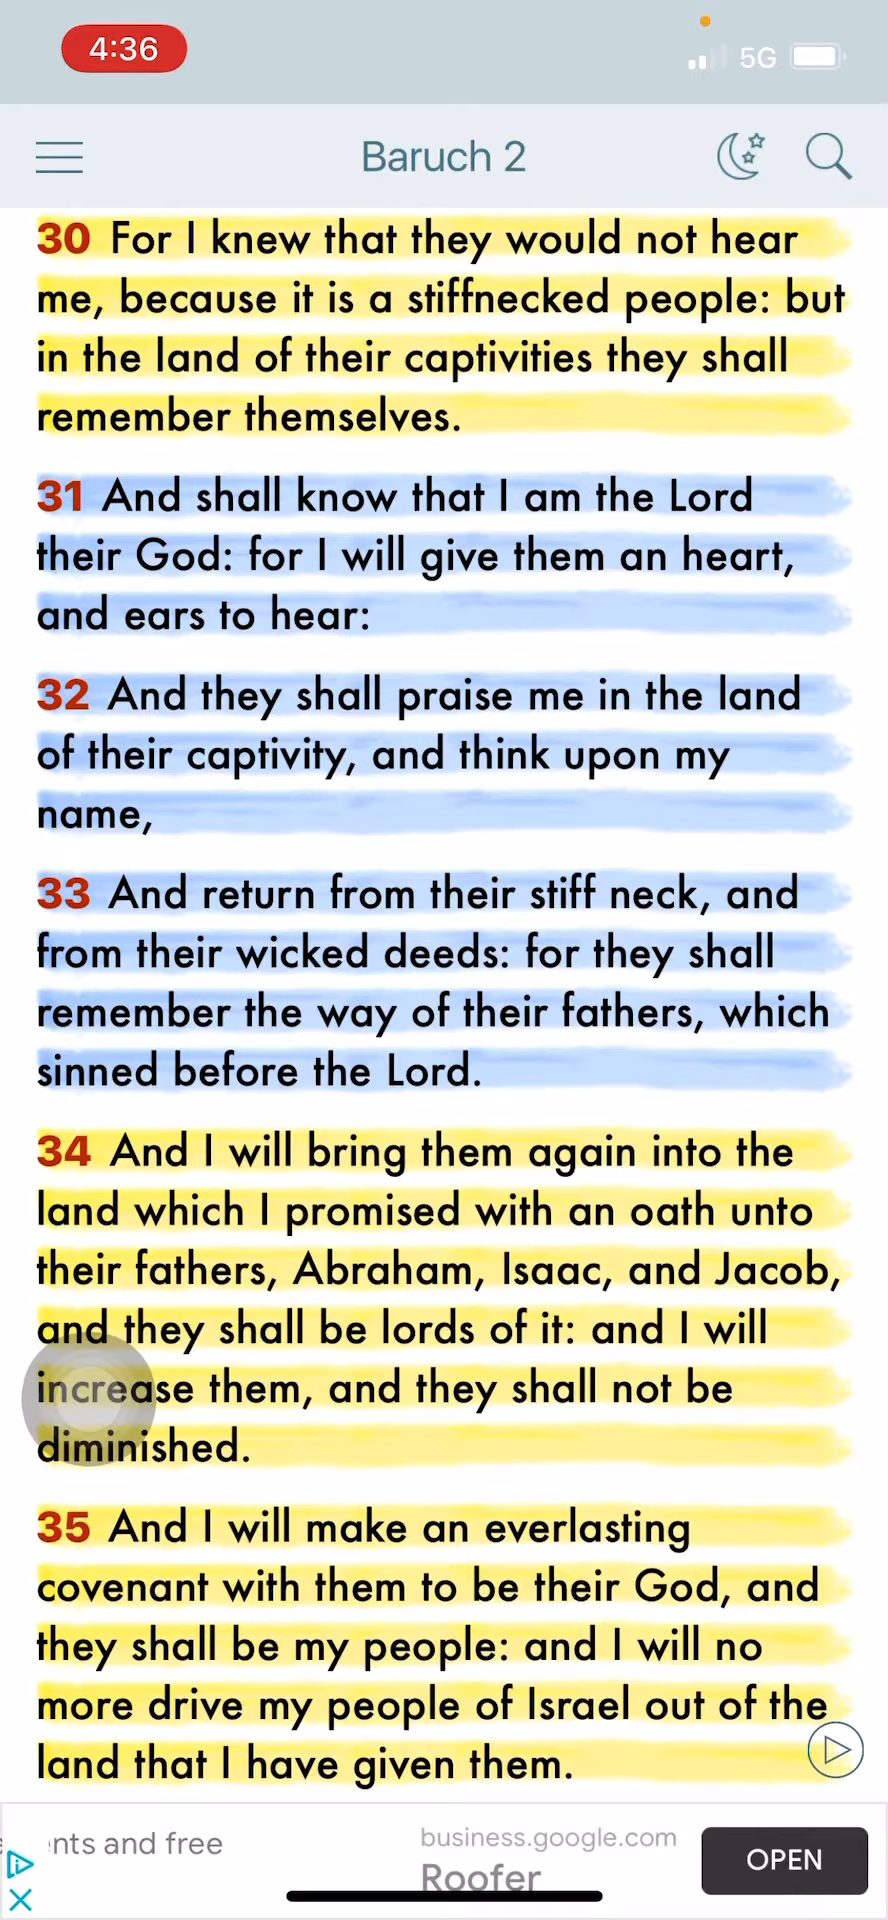 4:36
5G
Baruch 2
30 For I knew that they would not hear
me, because it is a stiffnecked people: but
in the land of their captivities they shall
remember themselves.
31 And shall know that I am the Lord
their God: for I will give them an heart,
and ears to hear:
32 And they shall praise me in the land
of their captivity, and think upon my
name,
33 And return from their stiff neck, and
from their wicked deeds: for they shall
remember the way of their fathers, which
sinned before the Lord.
34 And I will bring them again into the
land which I promised with an oath unto
their fathers, Abraham, Isaac, and Jacob,
and they shall be lords of it: and I will
increase them, and they shall not be
diminished.
35 And I will make an everlasting
covenant with them to be their God, and
they shall be my people: and I will no
more drive my people of Israel out of the
land that I have given them.
and free
business.google.com
Roofer
OPEN